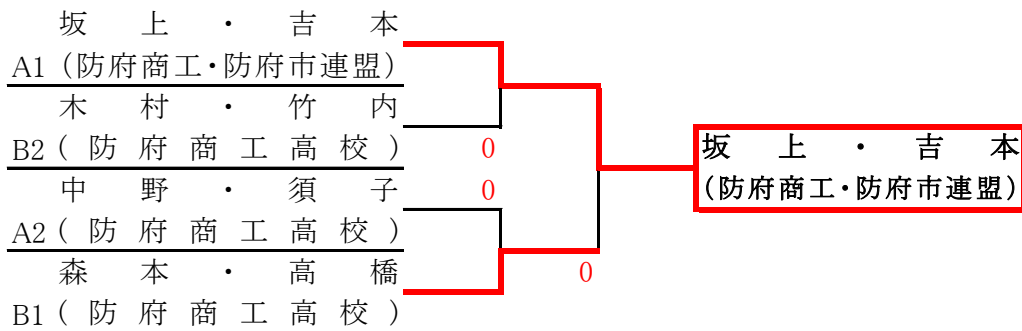 坂上・吉本
A1(防府商工・防府市連盟)
木村・竹内
B2(防府商工高校)
0
中野・須子
0
A2(防府商工高校)
森本・高橋
0
B1(防府商工高校)
坂上・吉本
(防府商工・防府市連盟)